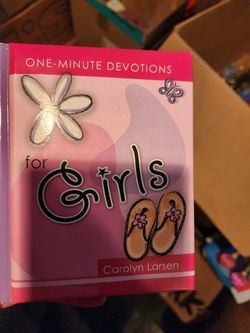 ONE-MINUTE DEVOTIONS
for
Girls
Carolyn Larsen